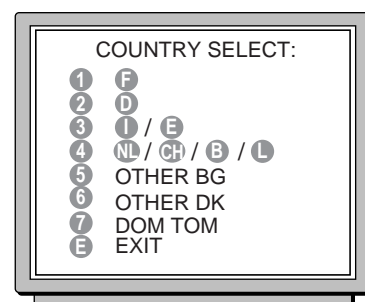 COUNTRY SELECT:
1 F
2 D
3 I / E
4 NL / CH / B / L
5 OTHER BG
6 OTHER DK
7 DOM TOM
E EXIT